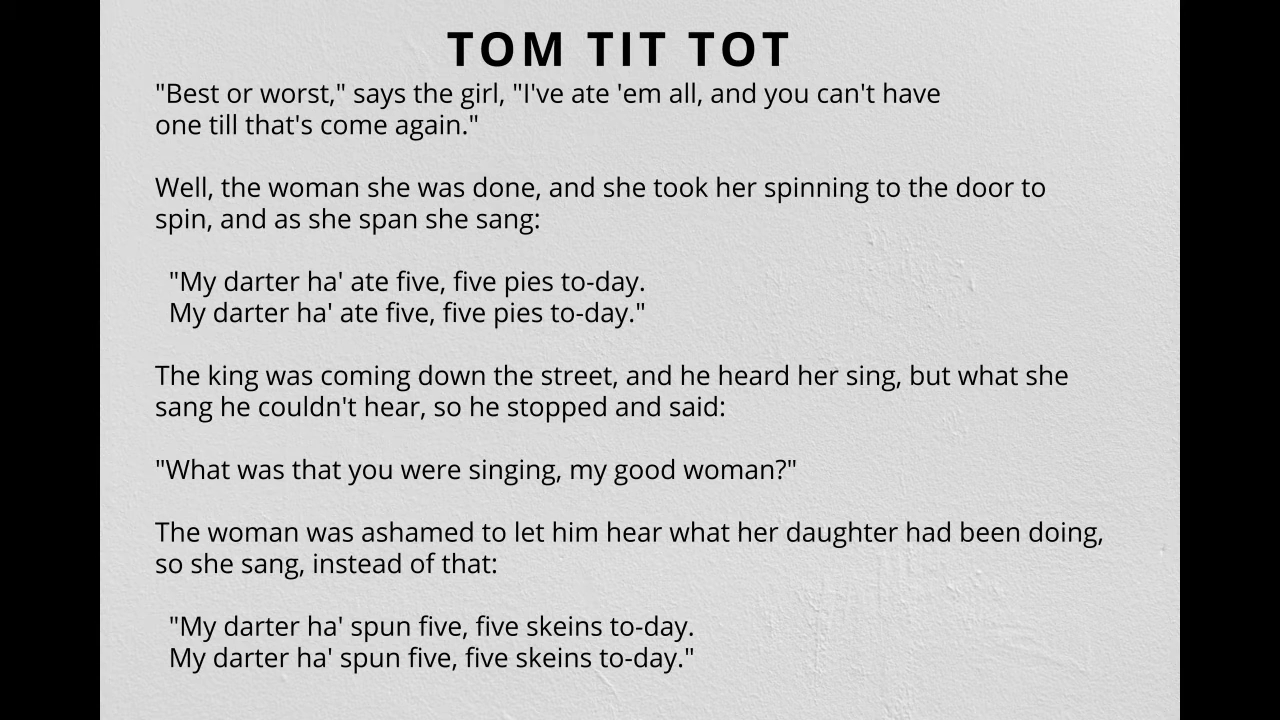 TOM TIT TOT
"Best or worst," says the girl, "I've ate 'em all, and you can't have
one till that's come again."
Well, the woman she was done, and she took her spinning to the door to
spin, and as she span she sang:
"My darter ha' ate five, five pies to-day.
My darter ha' ate five, five pies to-day."
The king was coming down the street, and he heard her sing, but what she
sang he couldn't hear, so he stopped and said:
"What was that you were singing, my good woman?"
The woman was ashamed to let him hear what her daughter had been doing,
so she sang, instead of that:
"My darter ha' spun five, five skeins to-day.
My darter ha' spun five, five skeins to-day."